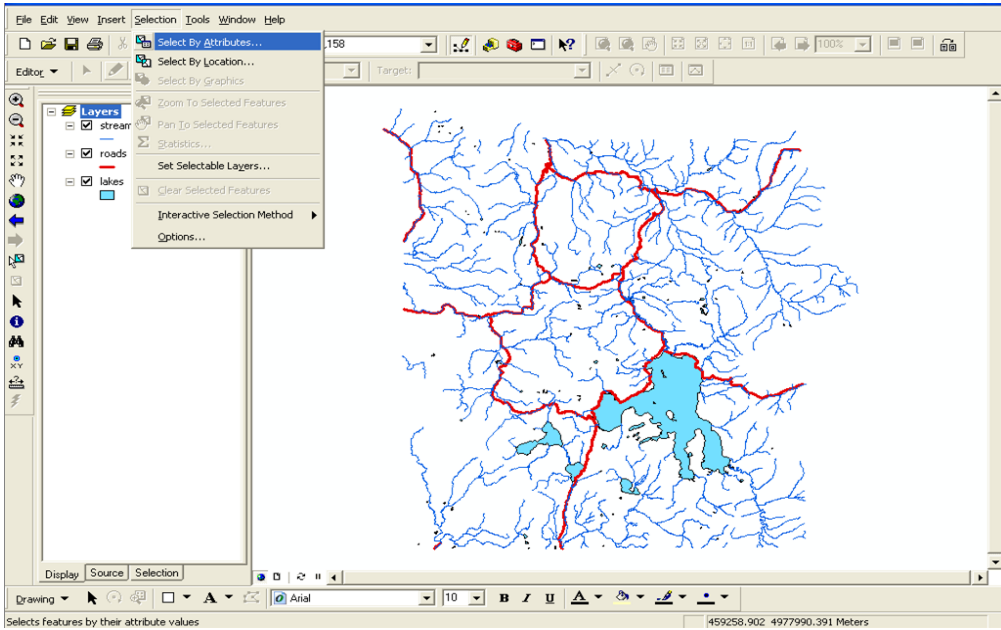 File Edit View Insert Selection Tools Window Help
,158 100%
Editor Target:
Select By Attributes...
Select By Location...
Select By Graphics
Zoom To Selected Features
Pan To Selected Features
Statistics...
Set Selectable Layers...
Clear Selected Features
Interactive Selection Method
Options...
Layers
stream
roads
lakes
XY
Display Source Selection
Drawing A Arial 10 B I U A
Selects features by their attribute values 459258.902 4977990.391 Meters